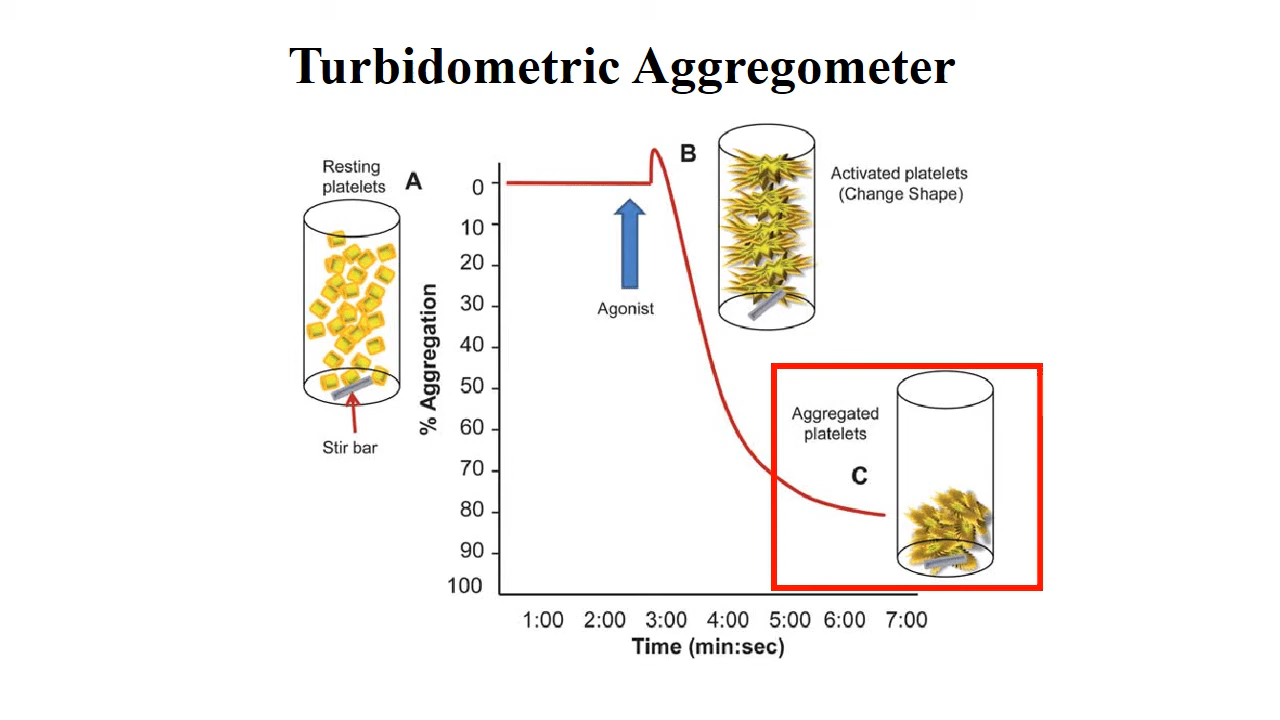 Turbidometric Aggregometer
Resting
platelets
A
B
Activated platelets
(Change Shape)
0
10
20
30
40
50
60
70
80
90
100
% Aggregation
Agonist
Stir bar
Aggregated
platelets
C
1:00 2:00 3:00 4:00 5:00 6:00 7:00
Time (min:sec)